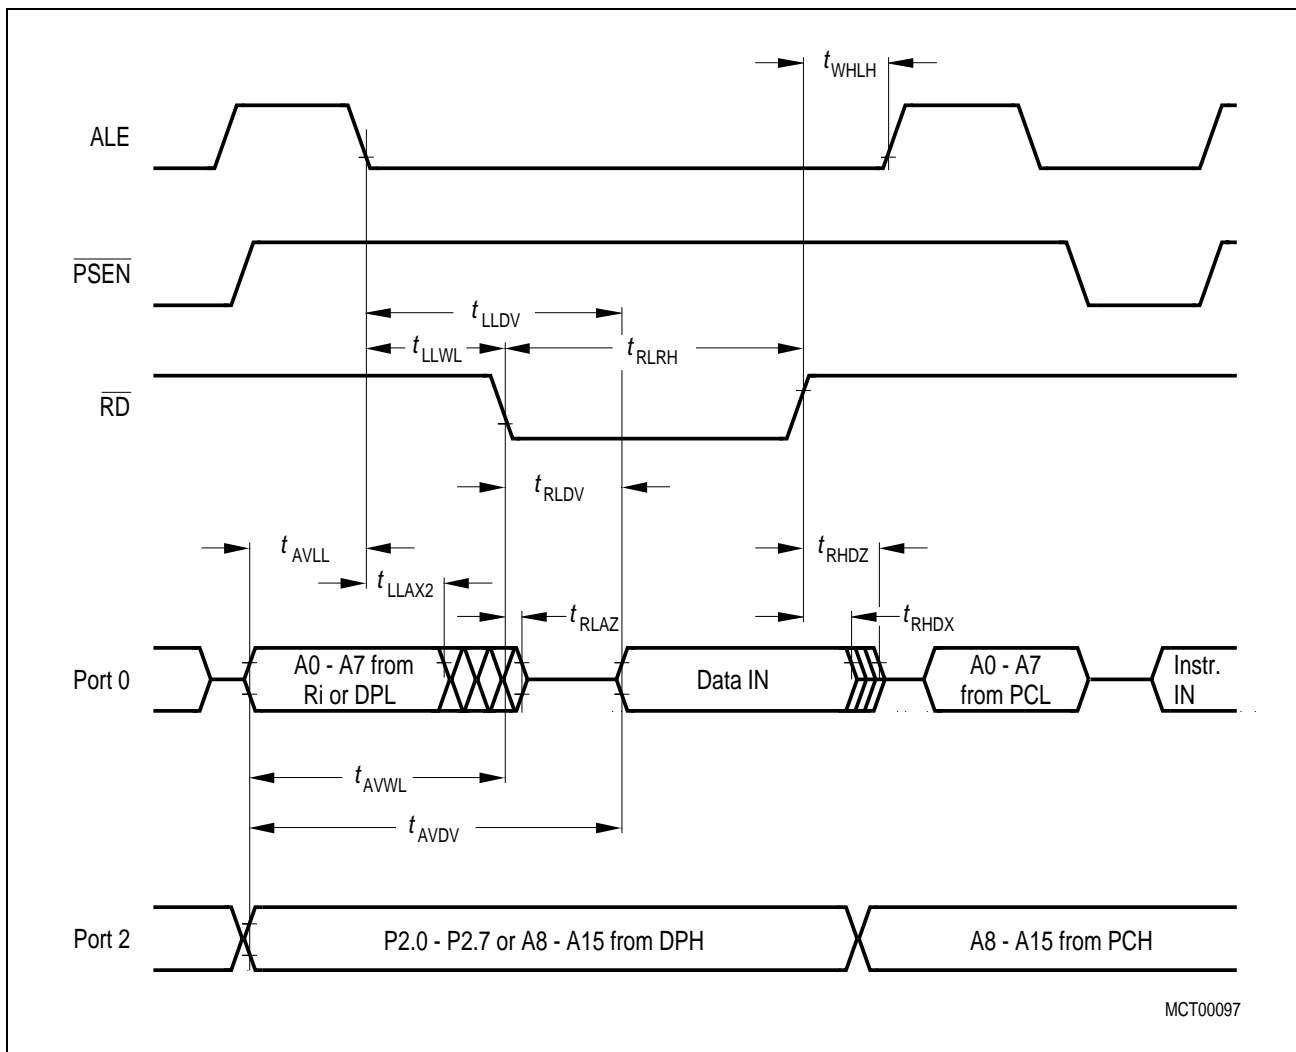 tWHLH
ALE
PSEN
tLLDV
tLLWL
tRLRH
RD
tRLDV
tAVLL
tRHDZ
tLLAX2
tRLAZ
tRHDX
Port 0
A0 - A7 from
Ri or DPL
Data IN
A0 - A7
from PCL
Instr.
IN
tAVWL
tAVDV
Port 2
P2.0 - P2.7 or A8 - A15 from DPH
A8 - A15 from PCH
MCT00097